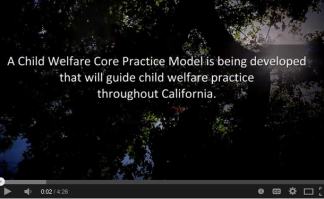 A Child Welfare Core Practice Model is being developed
that will guide child welfare practice
throughout California.
0:02 / 4:26